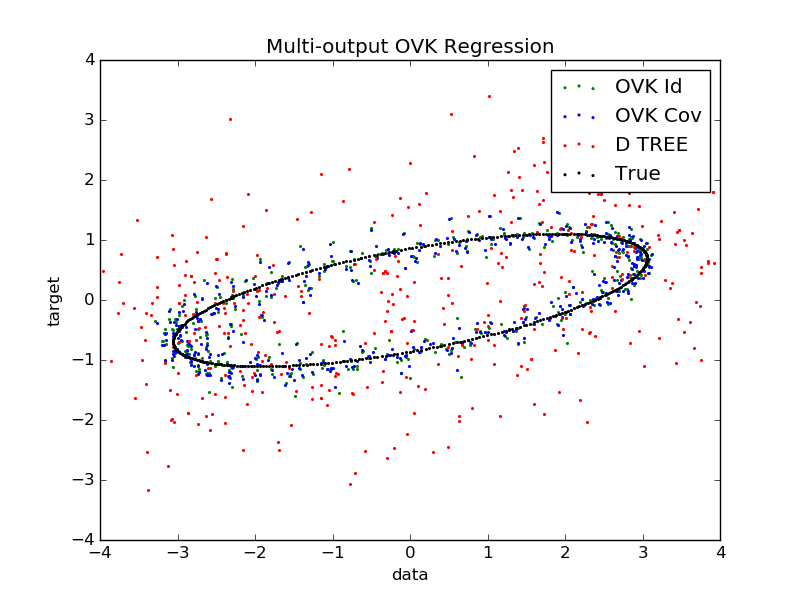 Multi-output OVK Regression
OVK Id
OVK Cov
D TREE
True
4
3
2
1
0
−1
−2
−3
−4
target
−4 −3 −2 −1 0 1 2 3 4
data